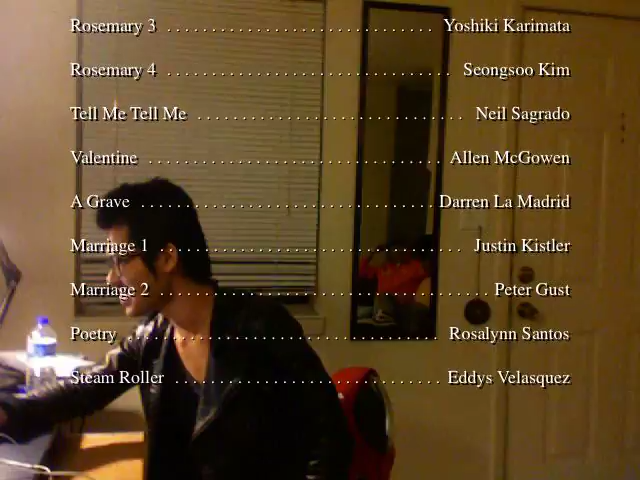 Rosemary 3 .............................. Yoshiki Karimata
Rosemary 4 ................................ Seongsoo Kim
Tell Me Tell Me .............................. Neil Sagrado
Valentine ................................. Allen McGowen
A Grave ................................. Darren La Madrid
Marriage 1 .................................. Justin Kistler
Marriage 2 ..................................... Peter Gust
Poetry ................................... Rosalynn Santos
Steam Roller .............................. Eddys Velasquez